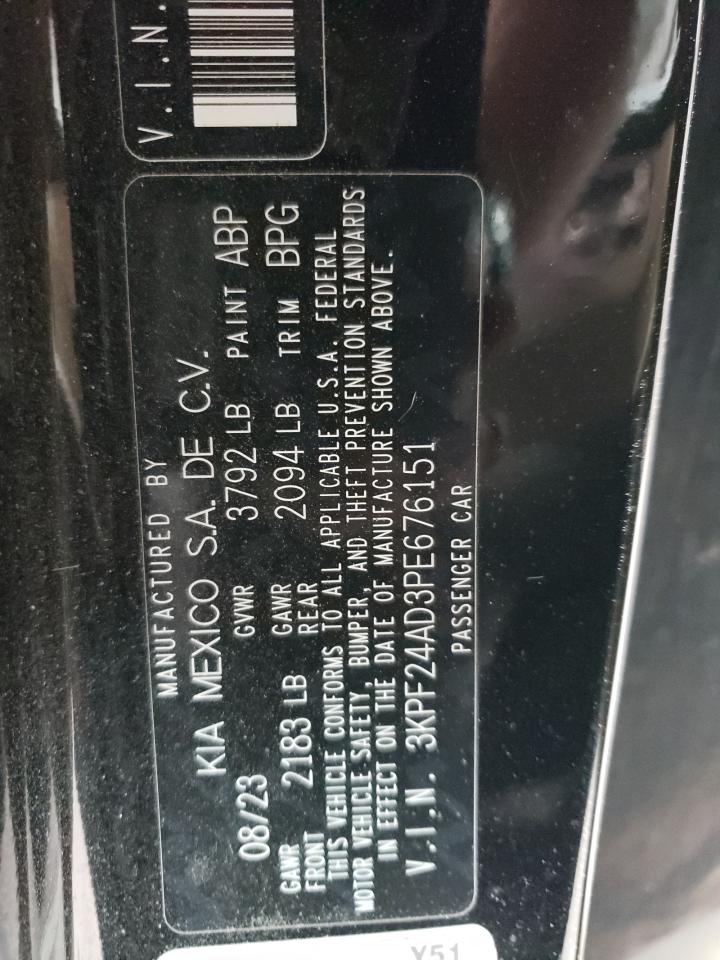 V.I.N.
MANUFACTURED BY
KIA MEXICO S.A. DE C.V.
08/23 GVWR 3792 LB PAINT ABP
GAWR FRONT 2183 LB GAWR REAR 2094 LB TRIM BPG
THIS VEHICLE CONFORMS TO ALL APPLICABLE U.S.A. FEDERAL
MOTOR VEHICLE SAFETY, BUMPER, AND THEFT PREVENTION STANDARDS
IN EFFECT ON THE DATE OF MANUFACTURE SHOWN ABOVE.
V.I.N. 3KPF24AD3PE676151
PASSENGER CAR
Y51